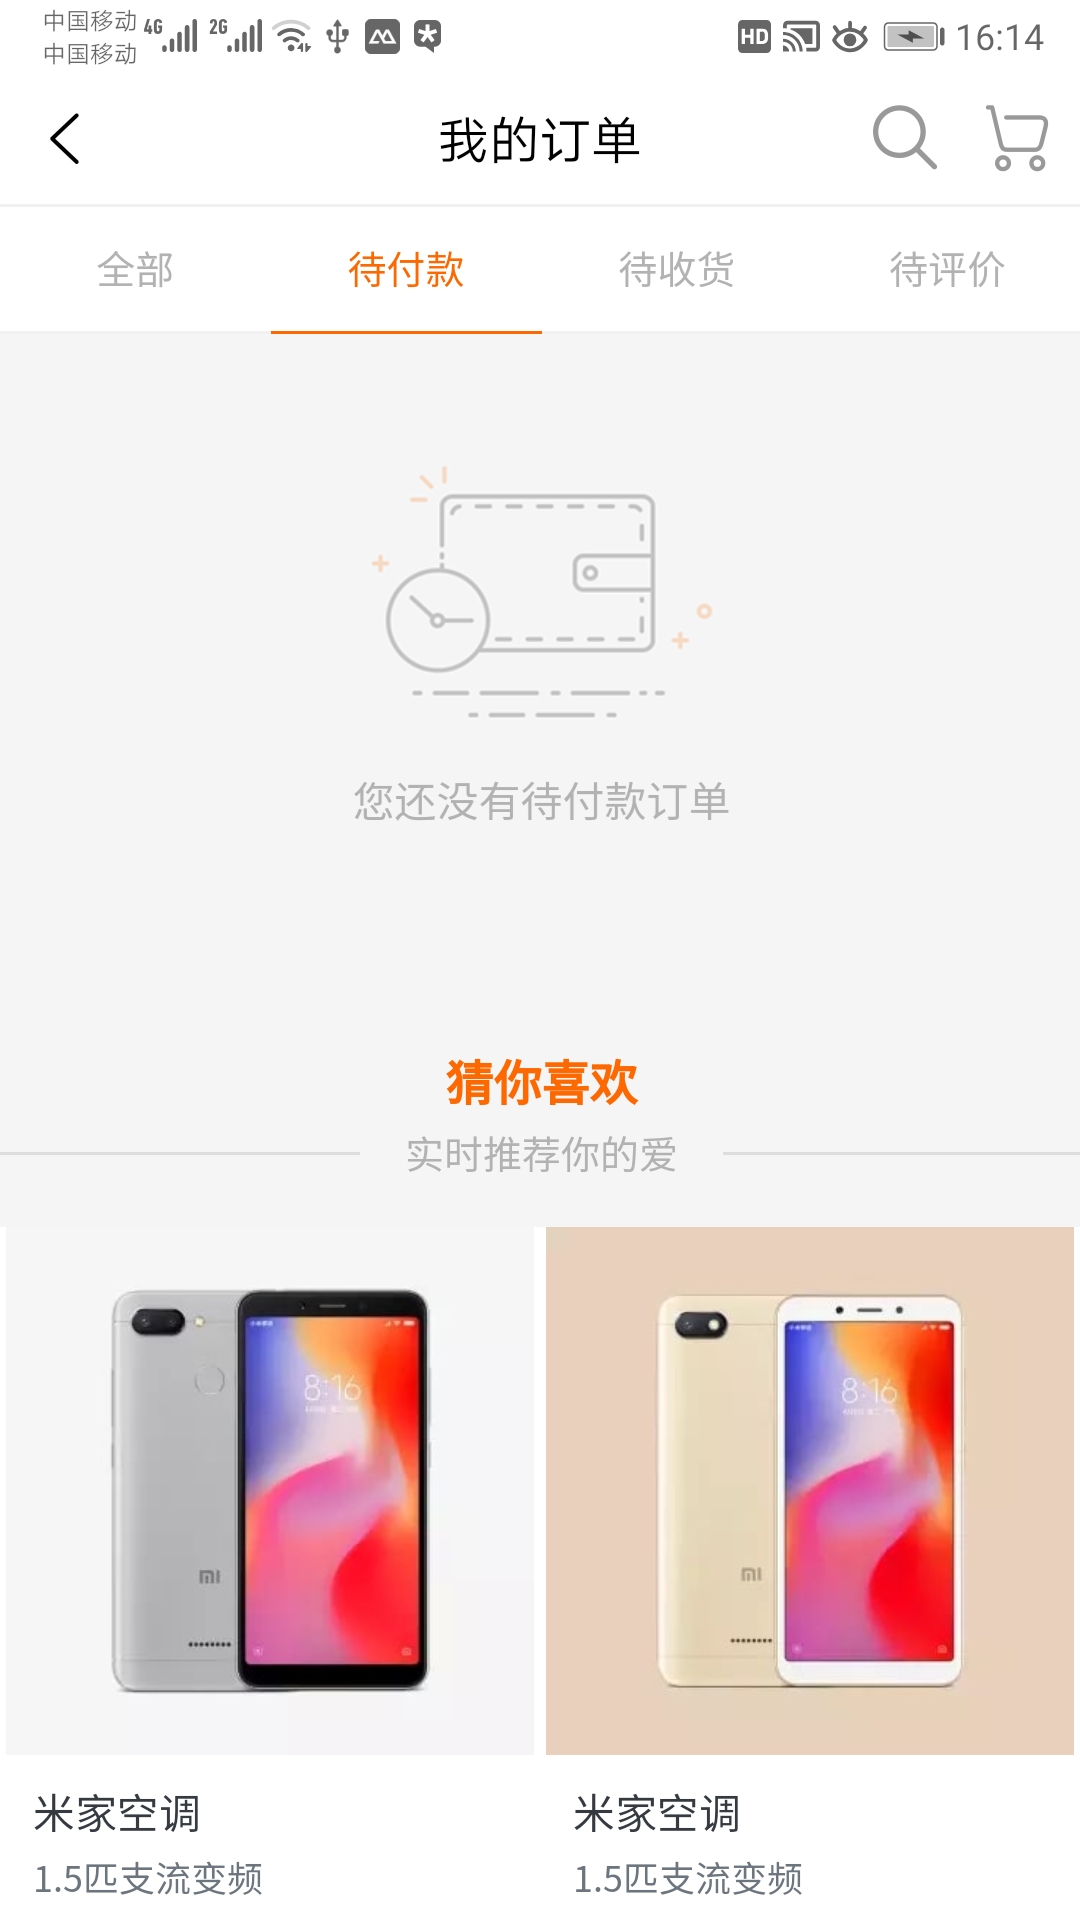 中国移动 4G 2G HD 16:14
中国移动
我的订单
全部 待付款 待收货 待评价
您还没有待付款订单
猜你喜欢
实时推荐你的爱
8:16 8:16
MI MI
米家空调 米家空调
1.5匹支流变频 1.5匹支流变频